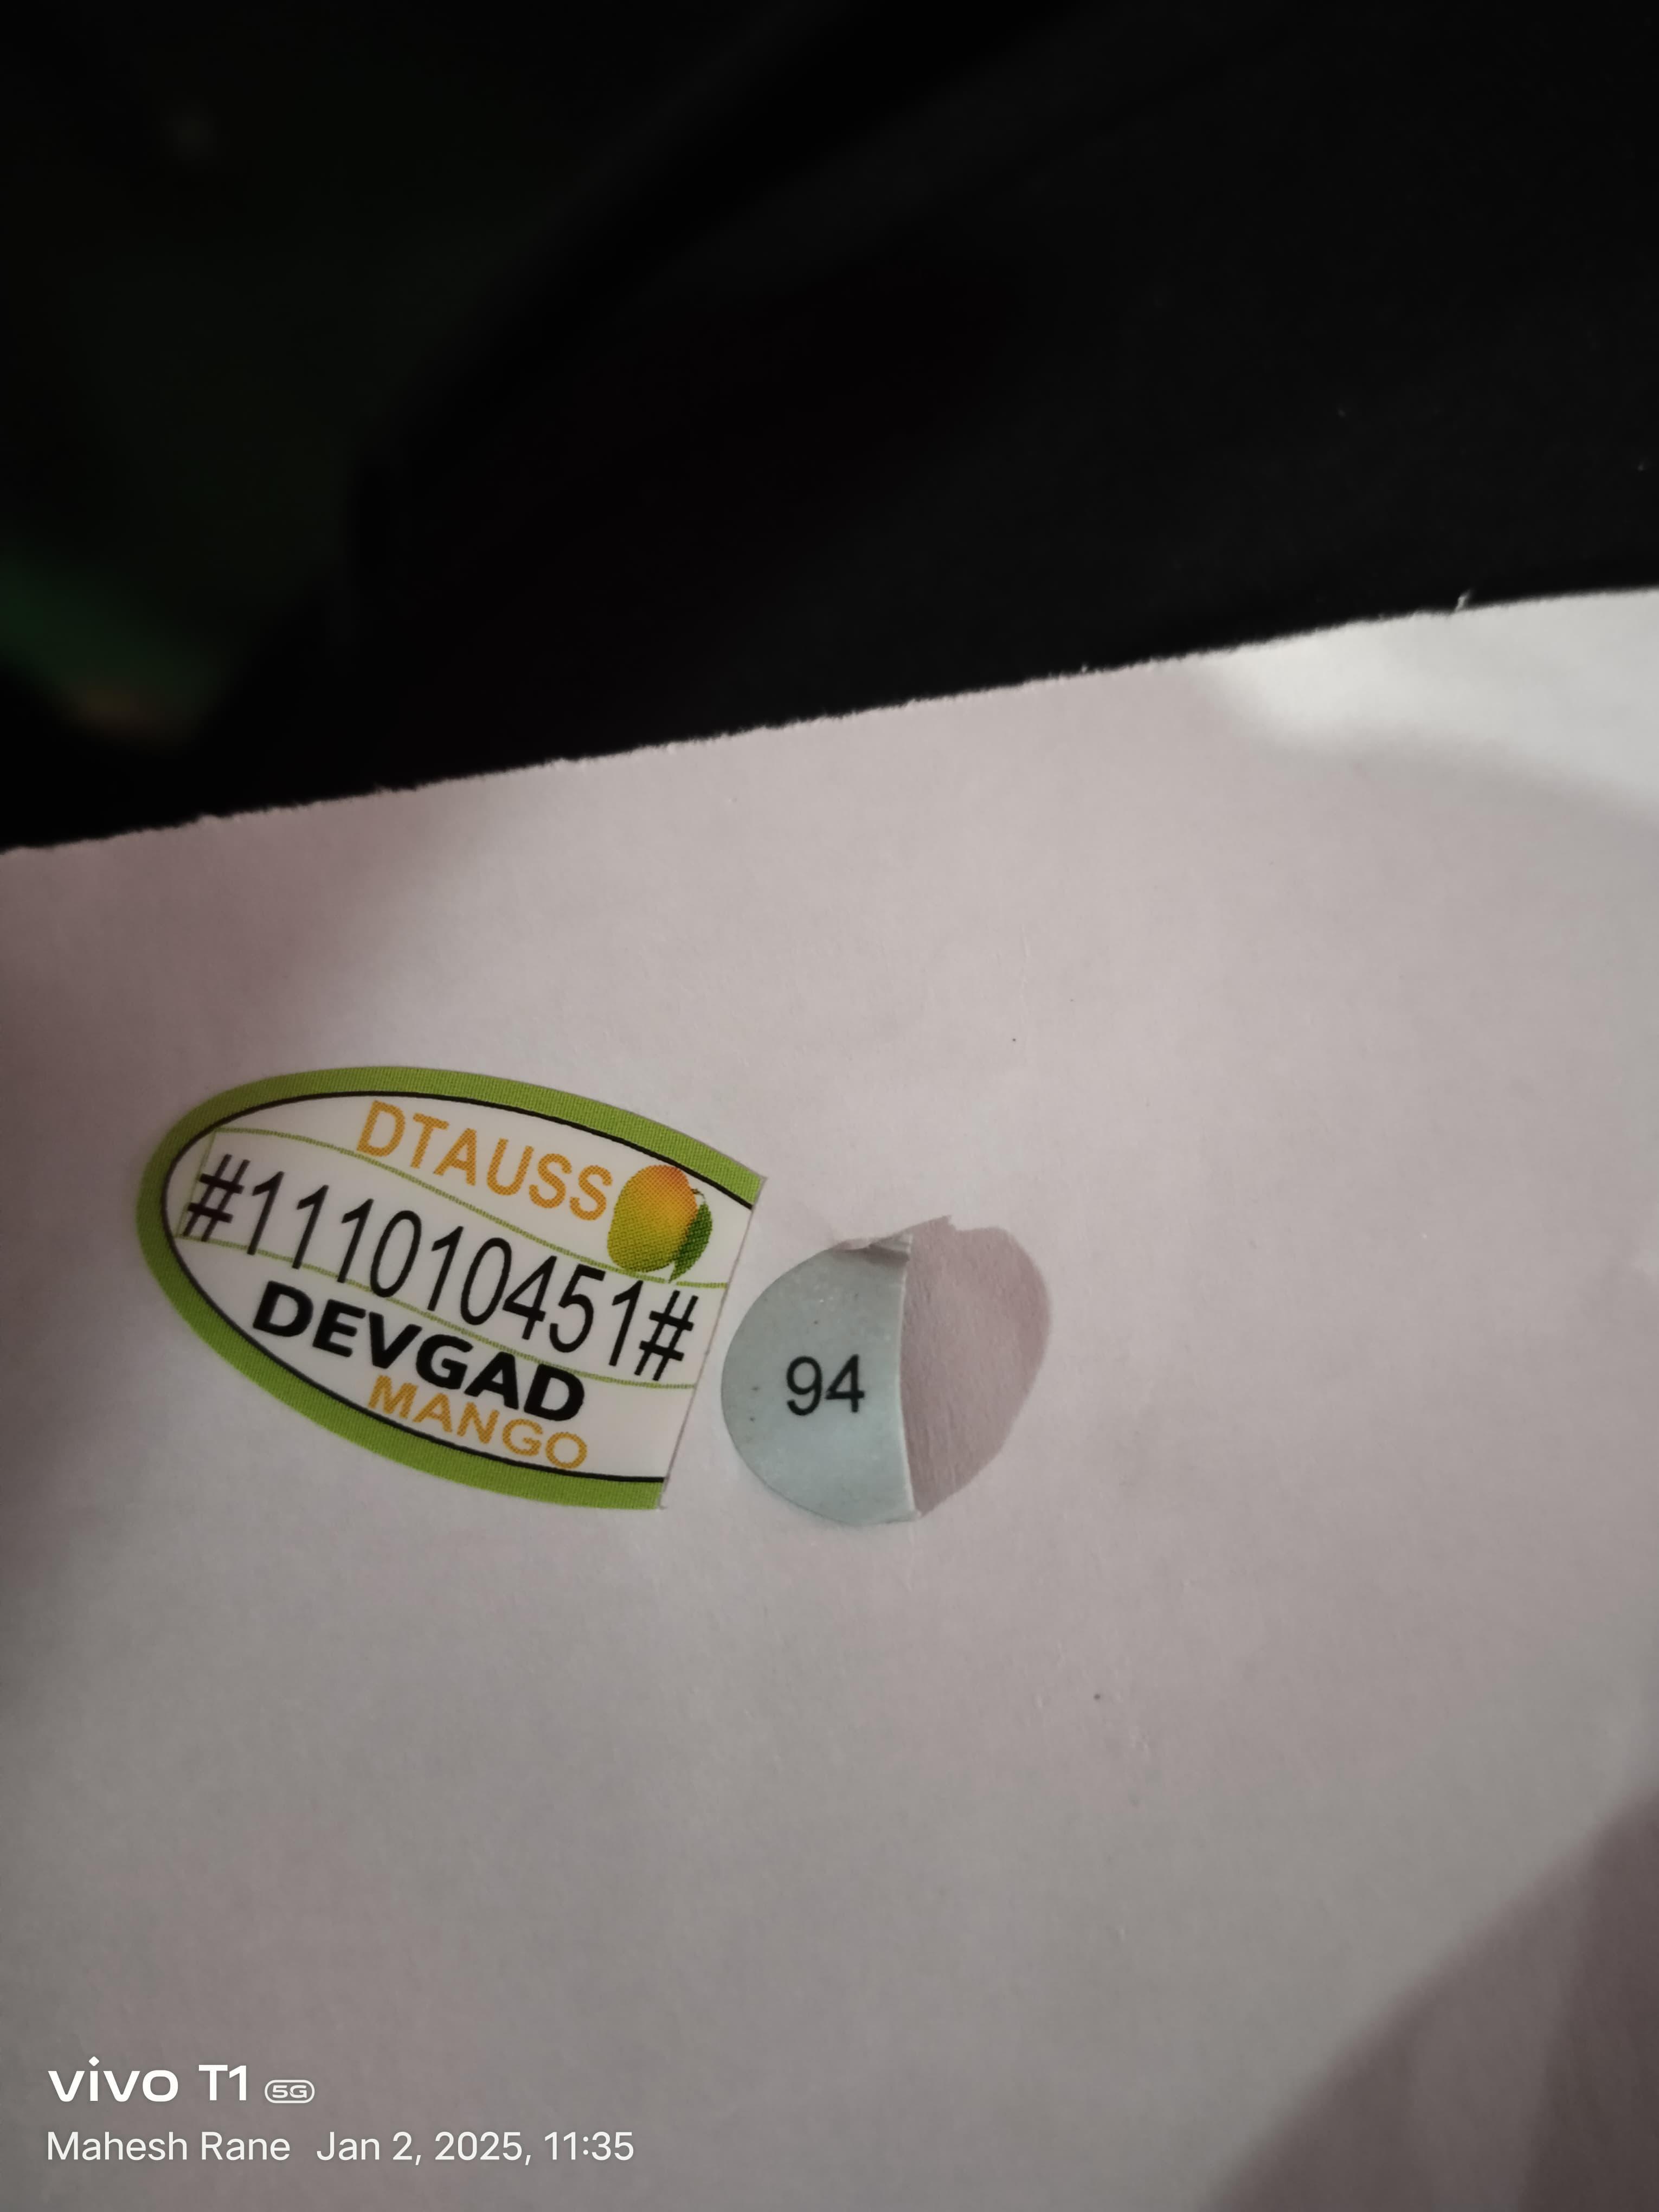 DTAUSS
#111010451#
DEVGAD
MANGO
94
vivo T1 5G
Mahesh Rane Jan 2, 2025, 11:35